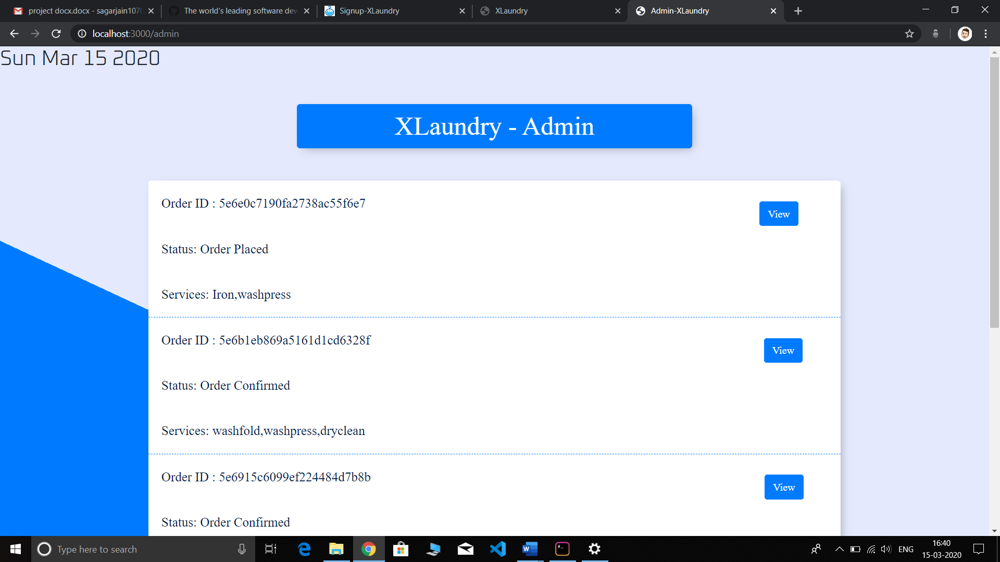 project docx.docx - sagarjain107
The world's leading software dev
Signup-XLaundry
XLaundry
Admin-XLaundry
localhost:3000/admin
Sun Mar 15 2020
XLaundry - Admin
Order ID : 5e6e0c7190fa2738ac55f6e7
View
Status: Order Placed
Services: Iron,washpress
Order ID : 5e6b1eb869a5161d1cd6328f
View
Status: Order Confirmed
Services: washfold,washpress,dryclean
Order ID : 5e6915c6099ef224484d7b8b
View
Status: Order Confirmed
Type here to search
ENG
16:40
15-03-2020